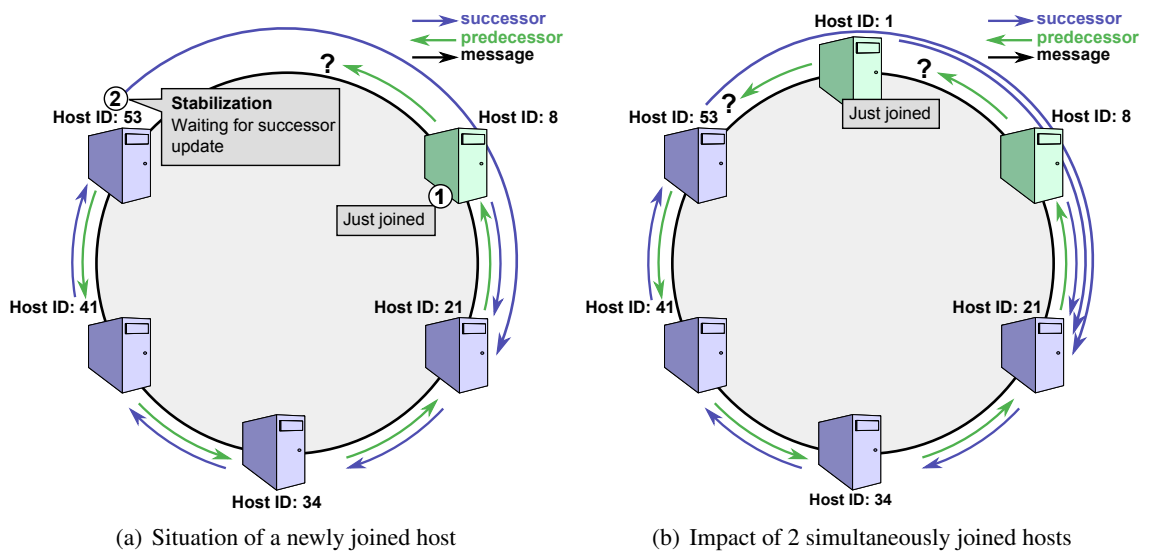 successor
predecessor
message
?
2
Stabilization
Waiting for successor
update
Host ID: 53
Host ID: 8
1
Just joined
Host ID: 41
Host ID: 21
Host ID: 34
(a) Situation of a newly joined host
Host ID: 1
successor
predecessor
message
?
?
Just joined
Host ID: 53
Host ID: 8
Host ID: 41
Host ID: 21
Host ID: 34
(b) Impact of 2 simultaneously joined hosts